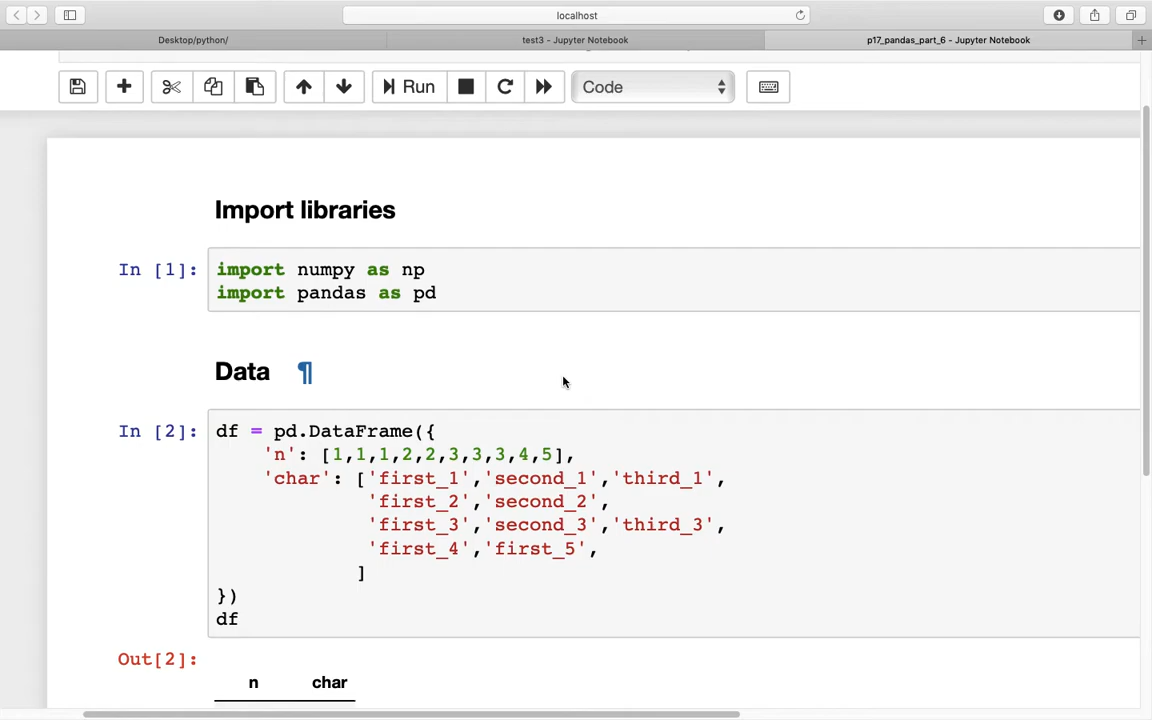 localhost
Desktop/python/
test3 - Jupyter Notebook
p17_pandas_part_6 - Jupyter Notebook
Run
Code
Import libraries
In [1]:
import numpy as np
import pandas as pd
Data ¶
In [2]:
df = pd.DataFrame({
'n': [1,1,1,2,2,3,3,3,4,5],
'char': ['first_1','second_1','third_1',
'first_2','second_2',
'first_3','second_3','third_3',
'first_4','first_5',
]
})
df
Out[2]:
n char